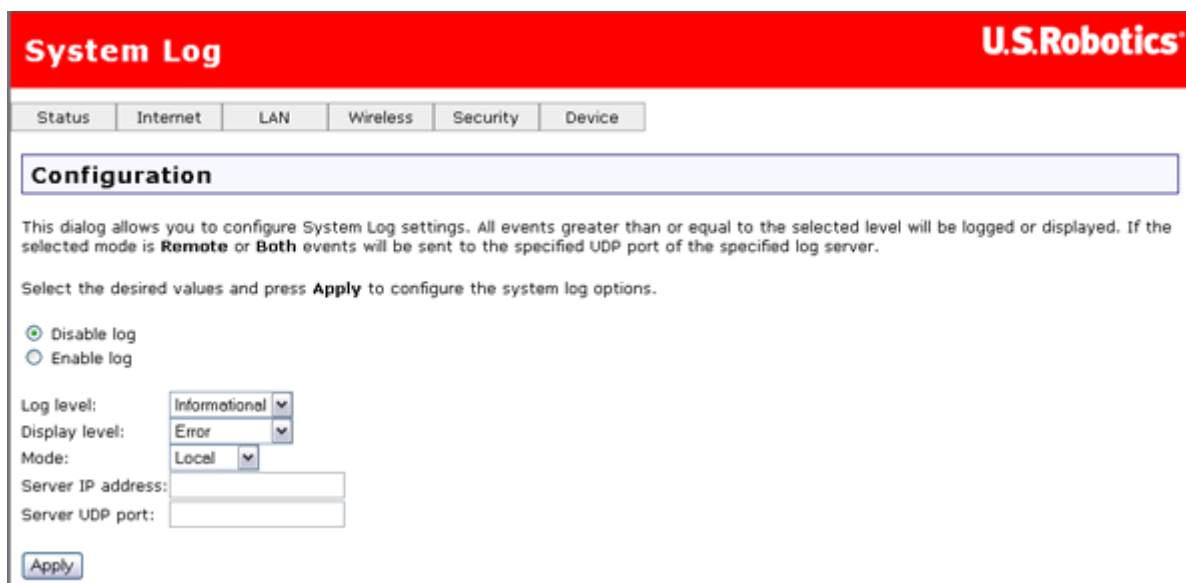 System Log
U.S.Robotics
Status Internet LAN Wireless Security Device
Configuration
This dialog allows you to configure System Log settings. All events greater than or equal to the selected level will be logged or displayed. If the
selected mode is Remote or Both events will be sent to the specified UDP port of the specified log server.
Select the desired values and press Apply to configure the system log options.
Disable log
Enable log
Log level: Informational
Display level: Error
Mode: Local
Server IP address:
Server UDP port:
Apply